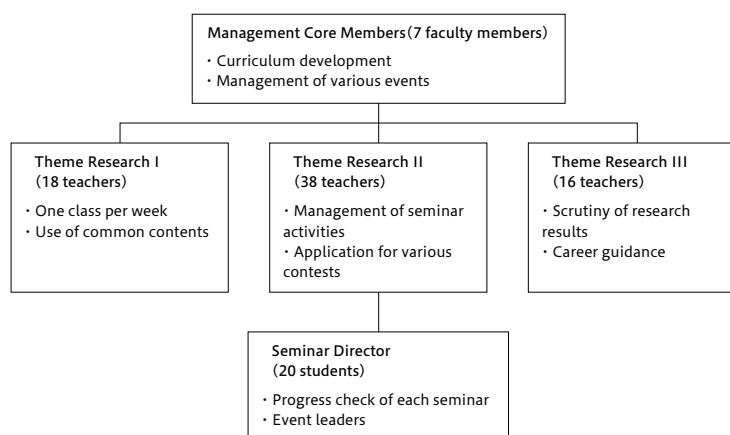 Management Core Members(7 faculty members)
・Curriculum development
・Management of various events
Theme Research I
(18 teachers)
・One class per week
・Use of common contents
Theme Research II
(38 teachers)
・Management of seminar
activities
・Application for various
contests
Theme Research III
(16 teachers)
・Scrutiny of research
results
・Career guidance
Seminar Director
(20 students)
・Progress check of each seminar
・Event leaders